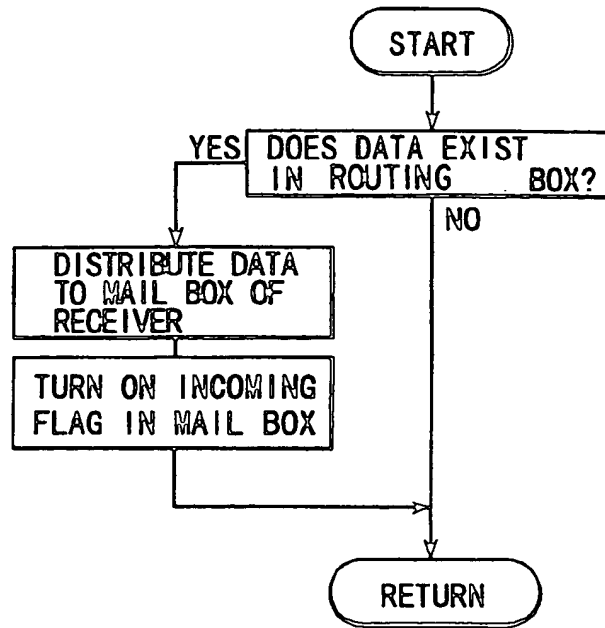 START
YES
DOES DATA EXIST
IN ROUTING BOX?
NO
DISTRIBUTE DATA
TO MAIL BOX OF
RECEIVER
TURN ON INCOMING
FLAG IN MAIL BOX
RETURN